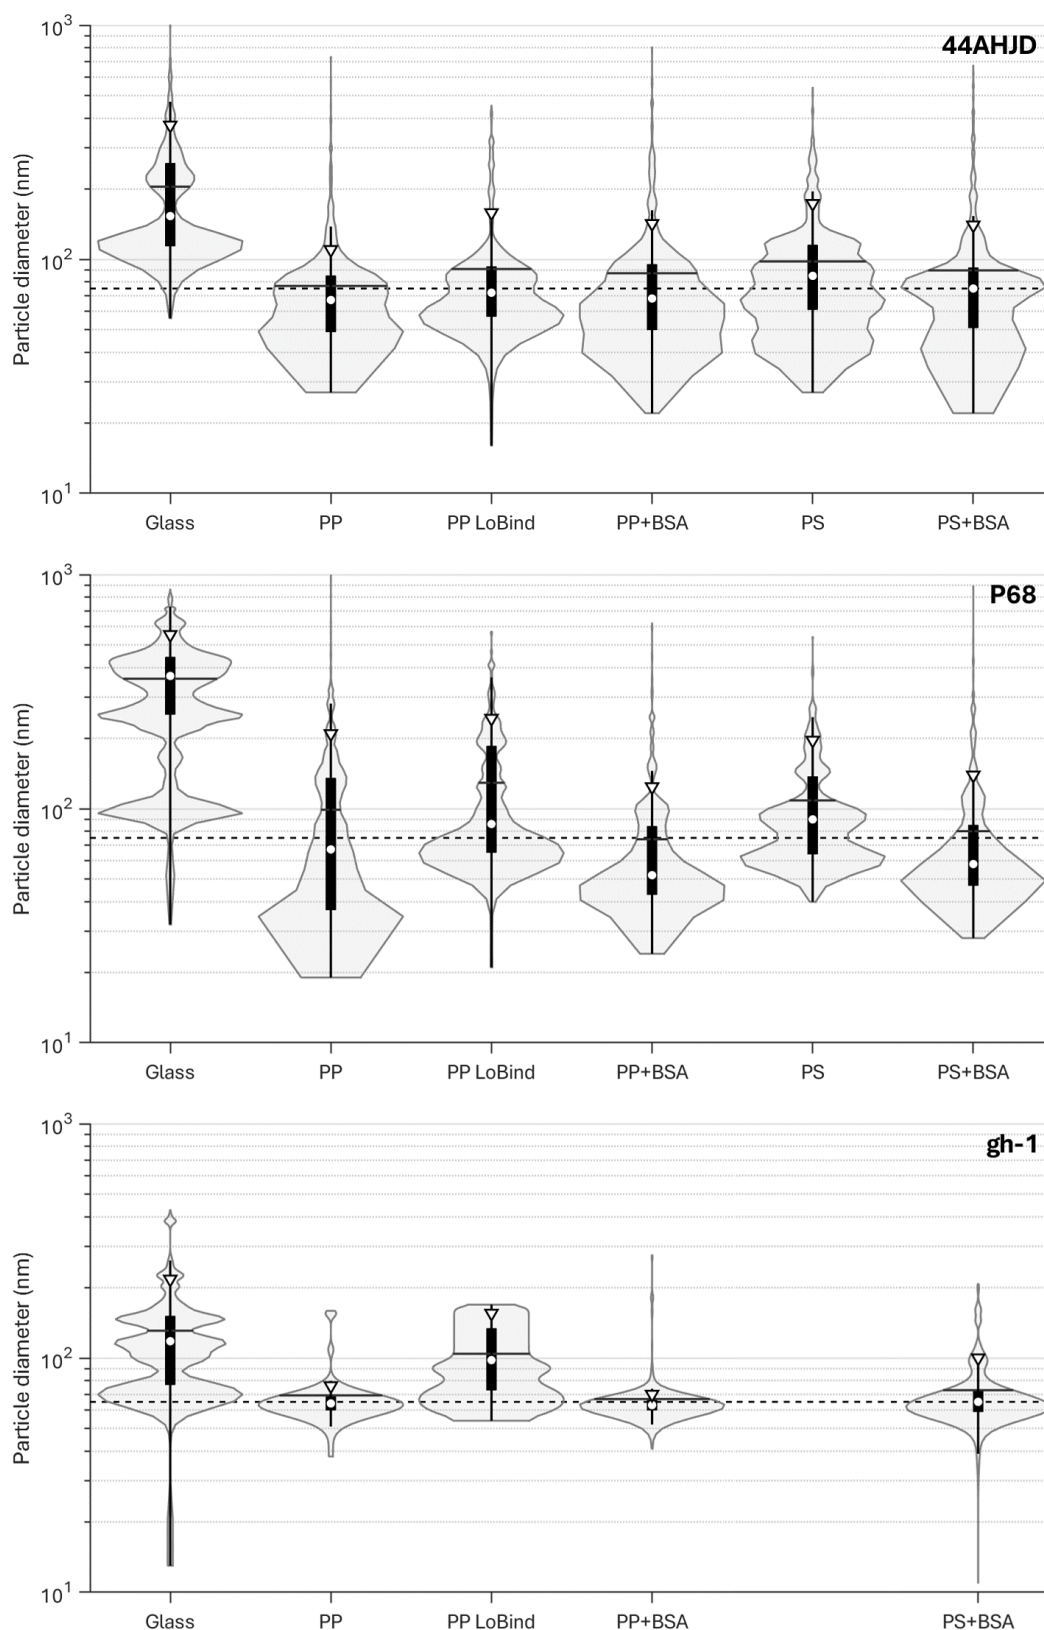 44AHJD
Particle diameter (nm)
10³
10²
10¹
Glass PP PP LoBind PP+BSA PS PS+BSA
P68
Particle diameter (nm)
10³
10²
10¹
Glass PP PP LoBind PP+BSA PS PS+BSA
gh-1
Particle diameter (nm)
10³
10²
10¹
Glass PP PP LoBind PP+BSA PS+BSA